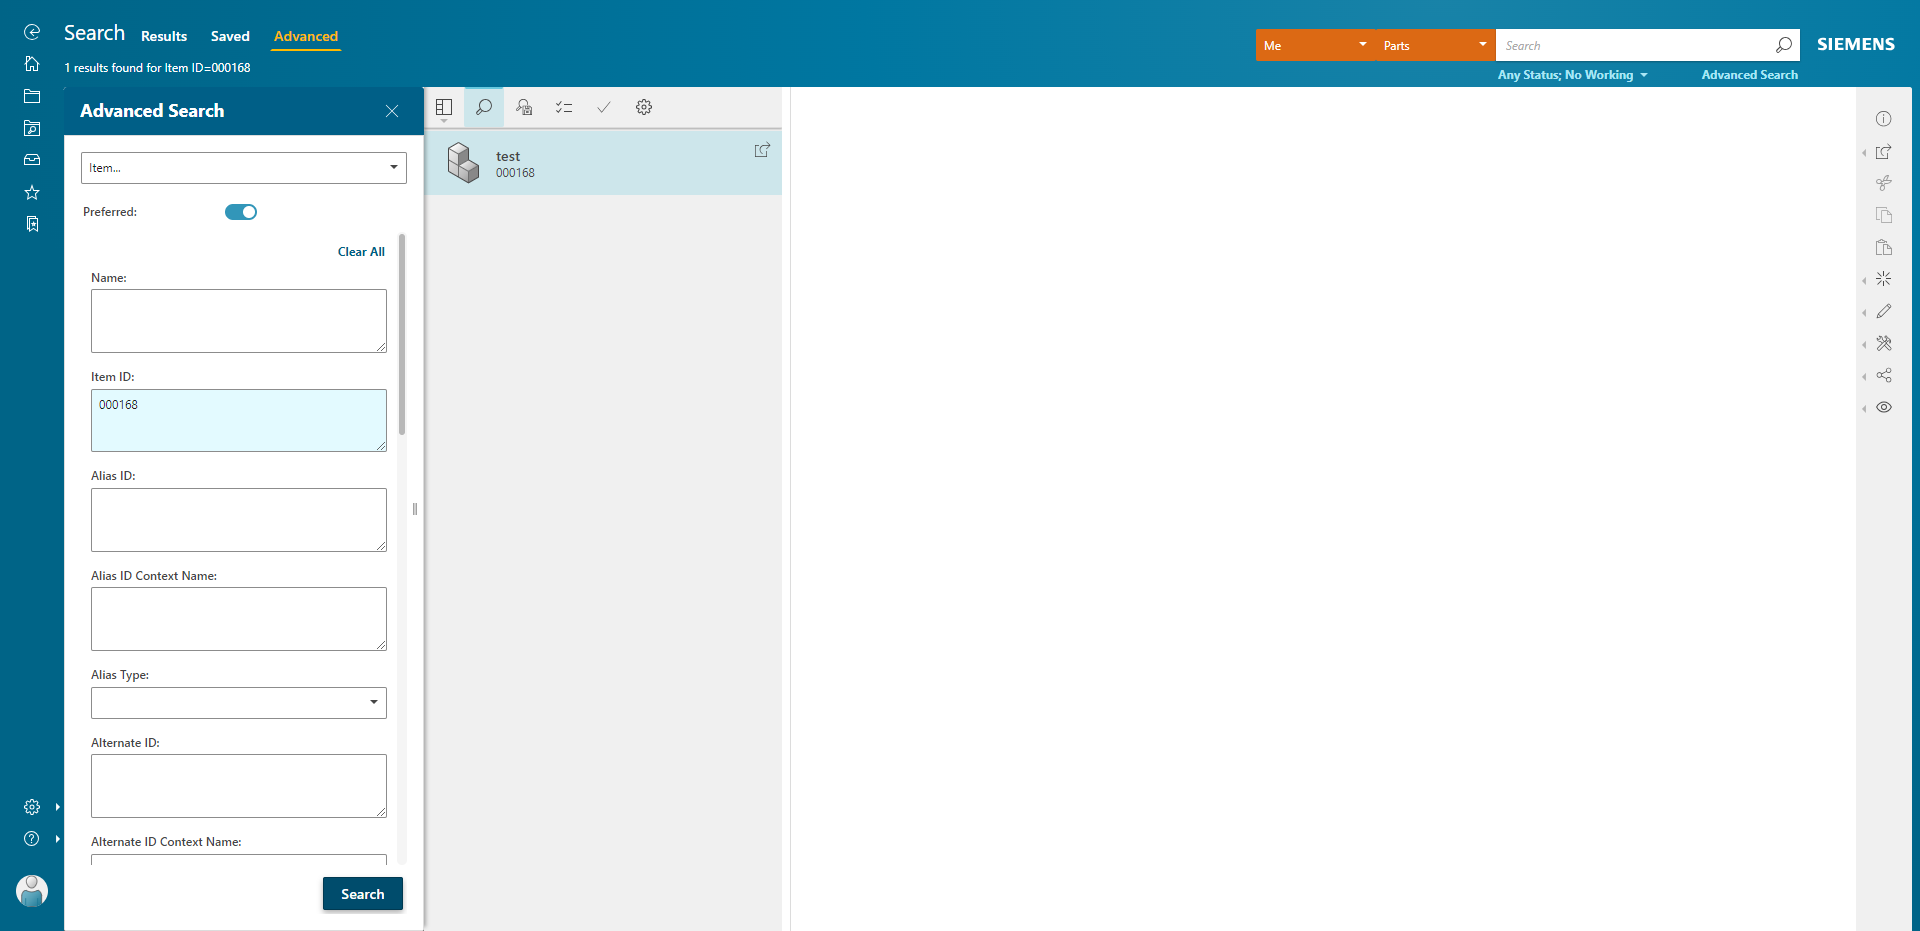 Search
Results
Saved
Advanced
1 results found for Item ID=000168
Me
Parts
Search
SIEMENS
Any Status; No Working
Advanced Search
Advanced Search
Item...
Preferred:
Clear All
Name:
Item ID:
000168
Alias ID:
Alias ID Context Name:
Alias Type:
Alternate ID:
Alternate ID Context Name:
Search
test
000168